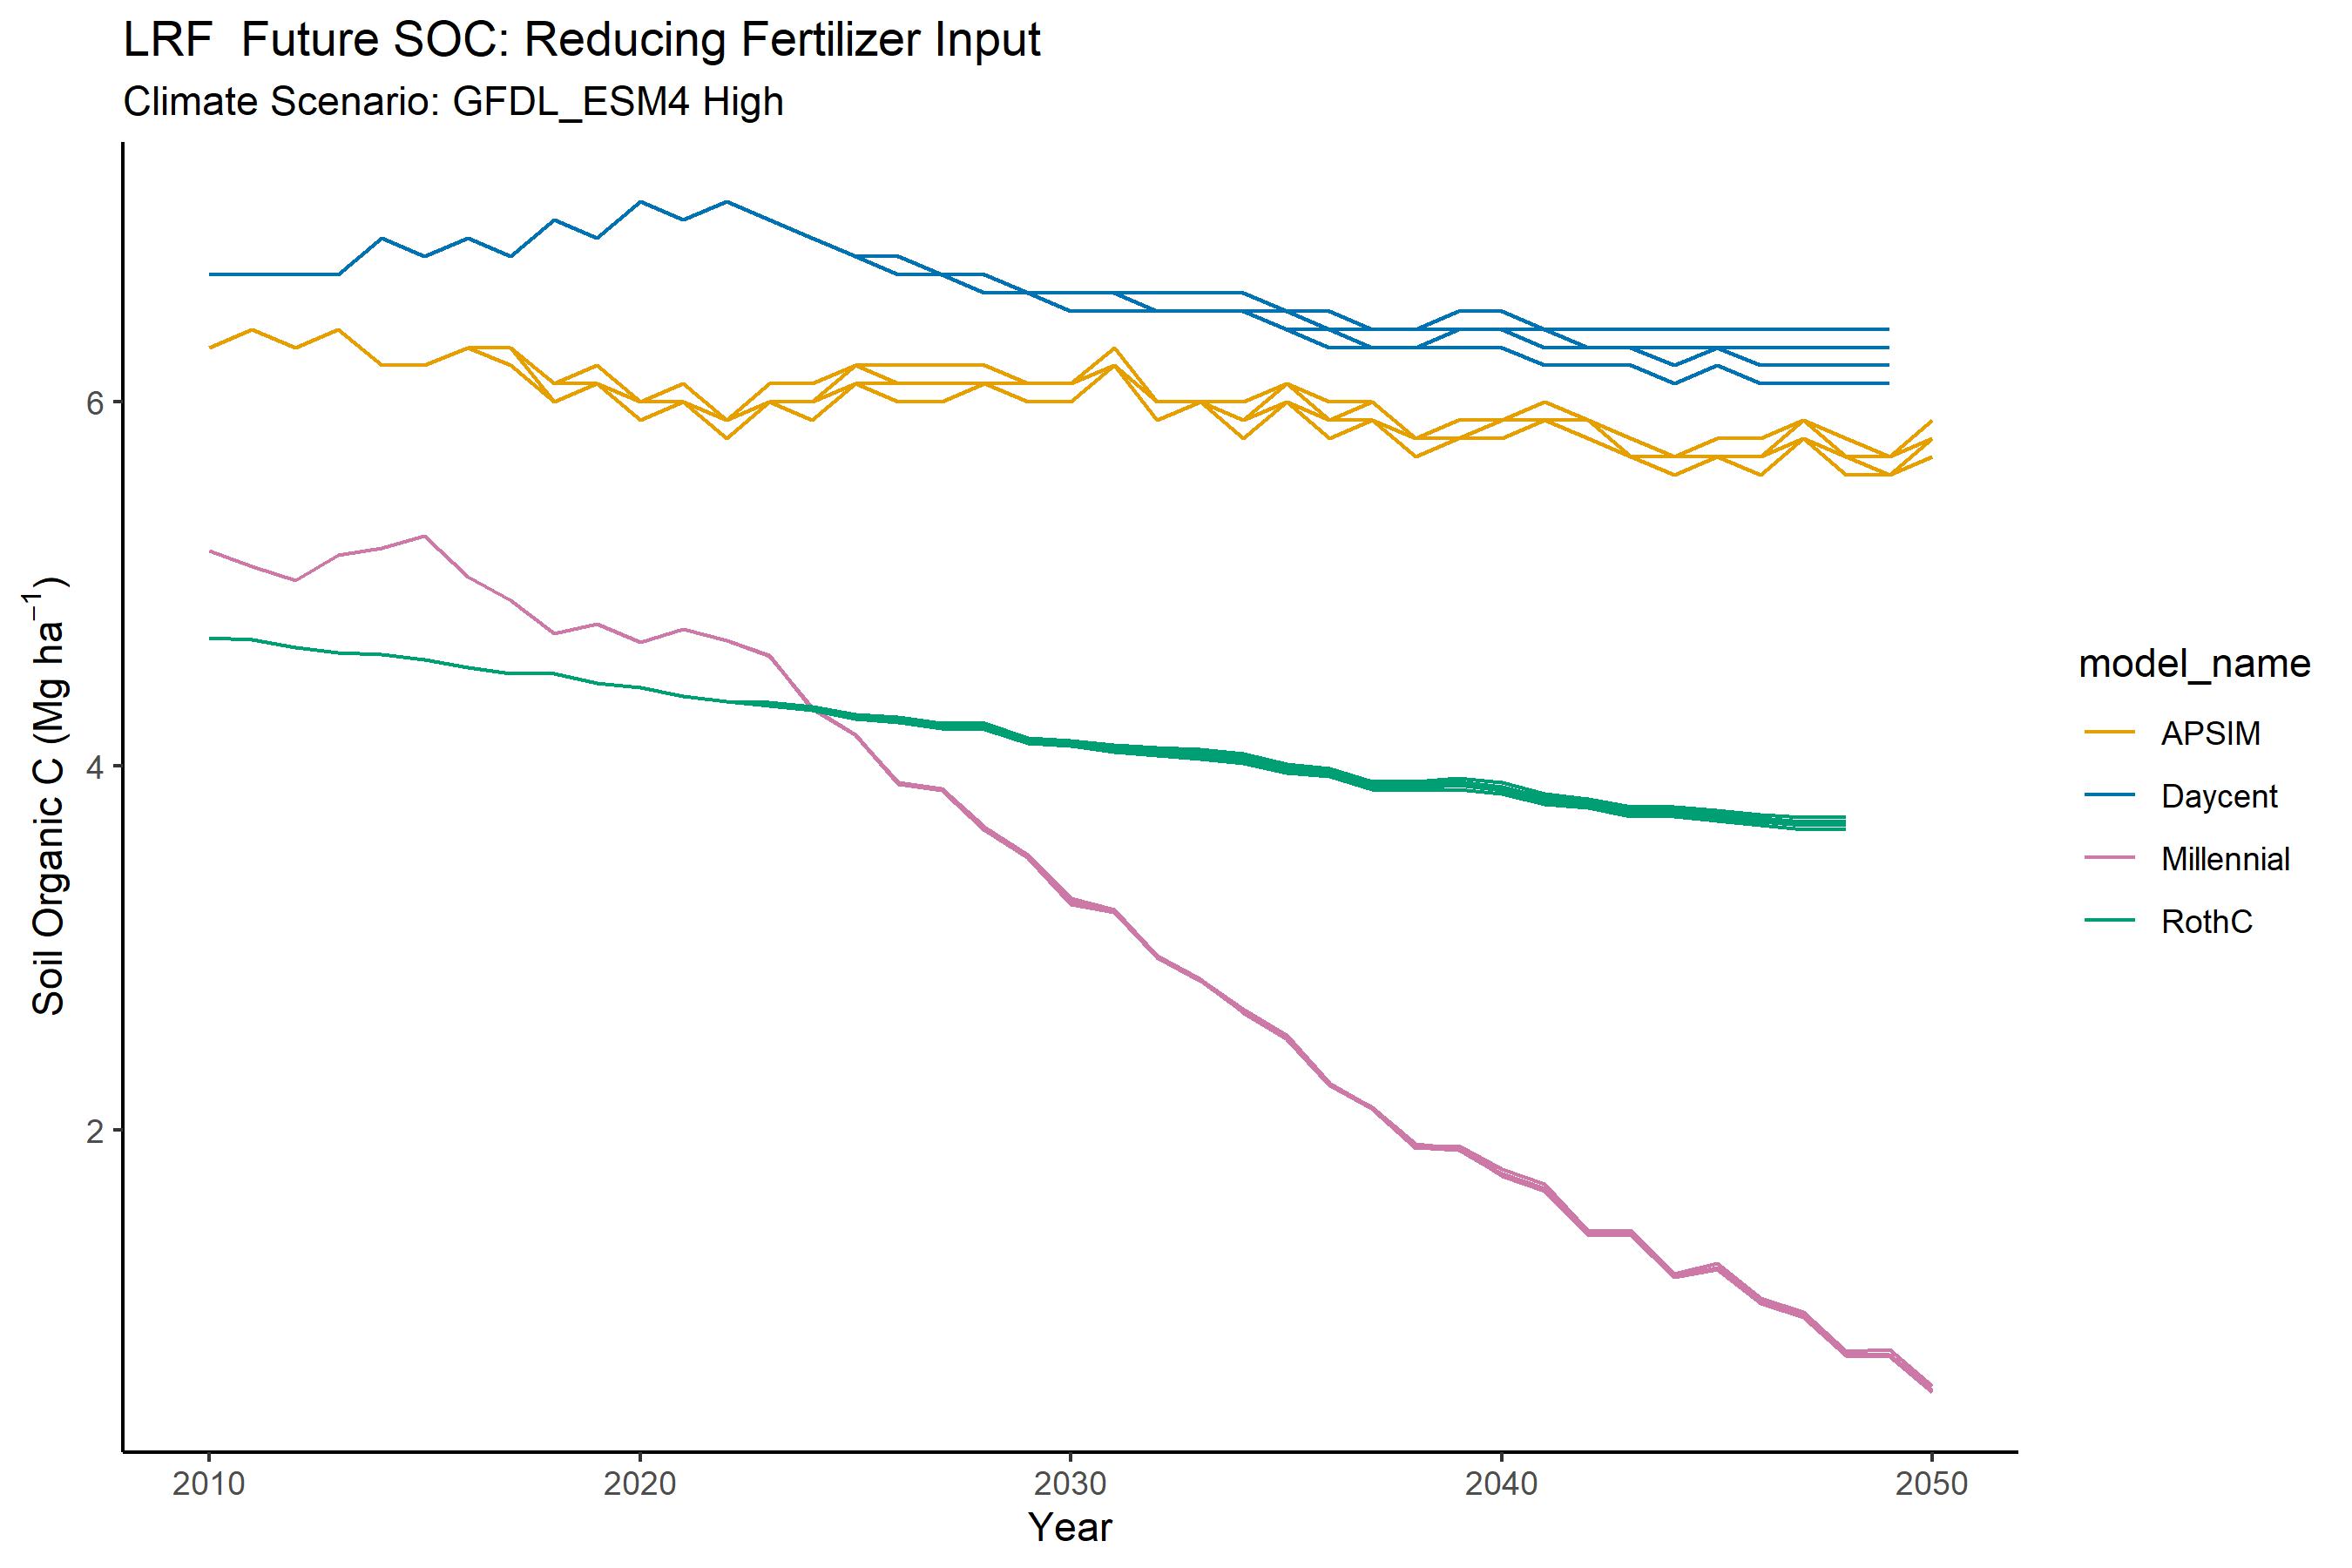 LRF  Future SOC: Reducing Fertilizer Input
Climate Scenario: GFDL_ESM4 High
Soil Organic C (Mg ha⁻¹)
6
4
2
2010 2020 2030 2040 2050
Year
model_name
APSIM
Daycent
Millennial
RothC